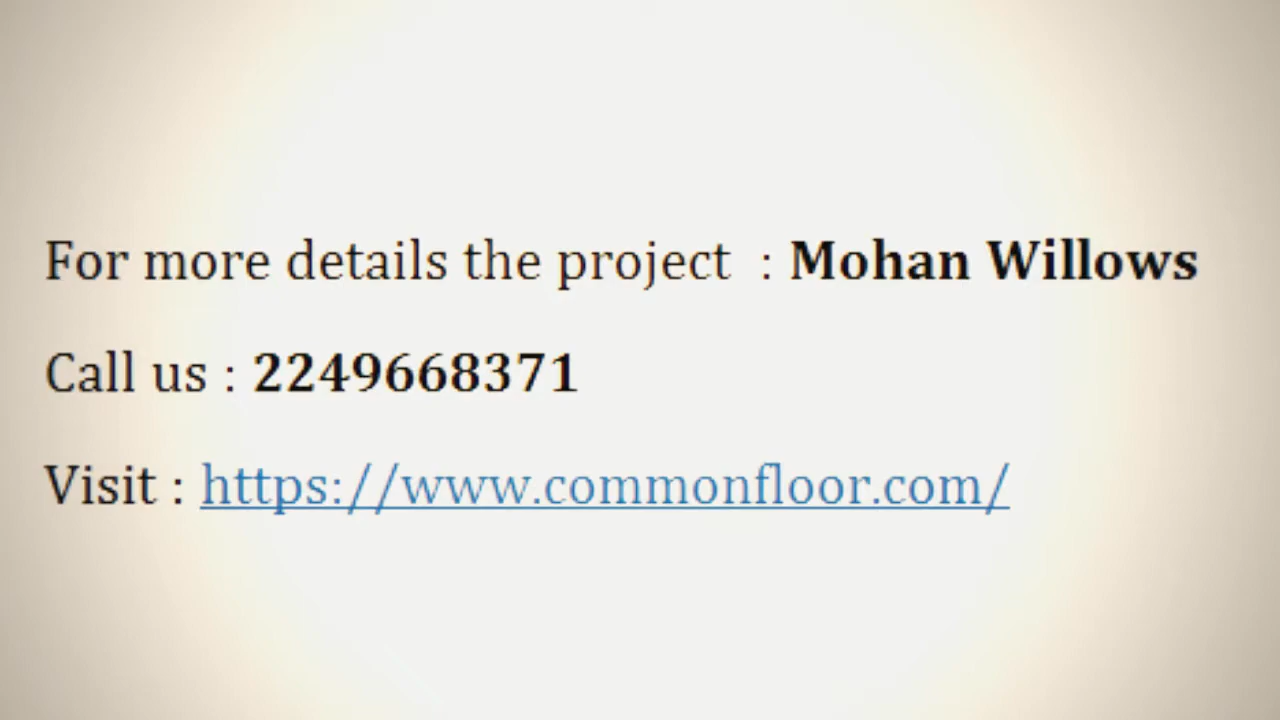 For more details the project : Mohan Willows
Call us : 2249668371
Visit : https://www.commonfloor.com/